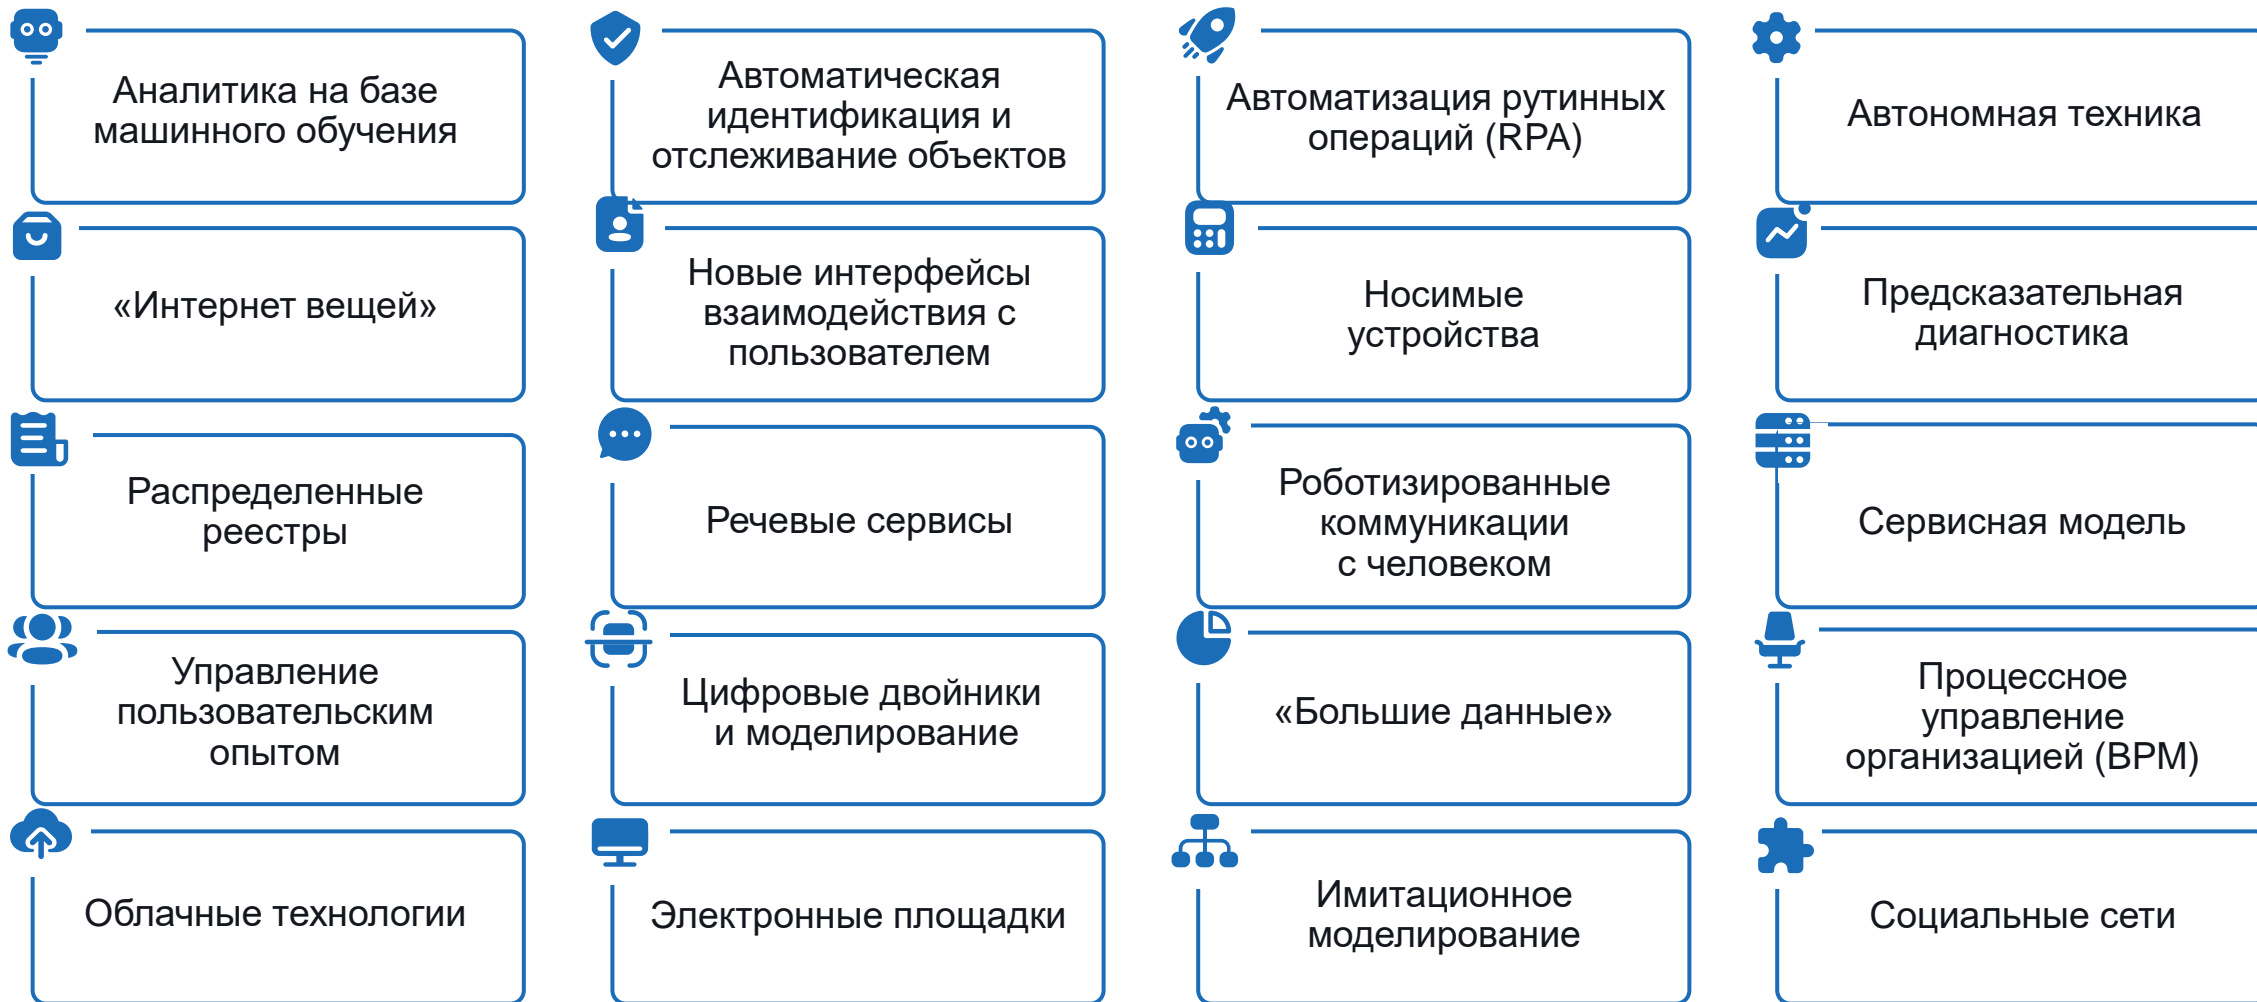 Аналитика на базе
машинного обучения
Автоматическая
идентификация и
отслеживание объектов
Автоматизация рутинных
операций (RPA)
Автономная техника
«Интернет вещей»
Новые интерфейсы
взаимодействия с
пользователем
Носимые
устройства
Предсказательная
диагностика
Распределенные
реестры
Речевые сервисы
Роботизированные
коммуникации
с человеком
Сервисная модель
Управление
пользовательским
опытом
Цифровые двойники
и моделирование
«Большие данные»
Процессное
управление
организацией (BPM)
Облачные технологии
Электронные площадки
Имитационное
моделирование
Социальные сети